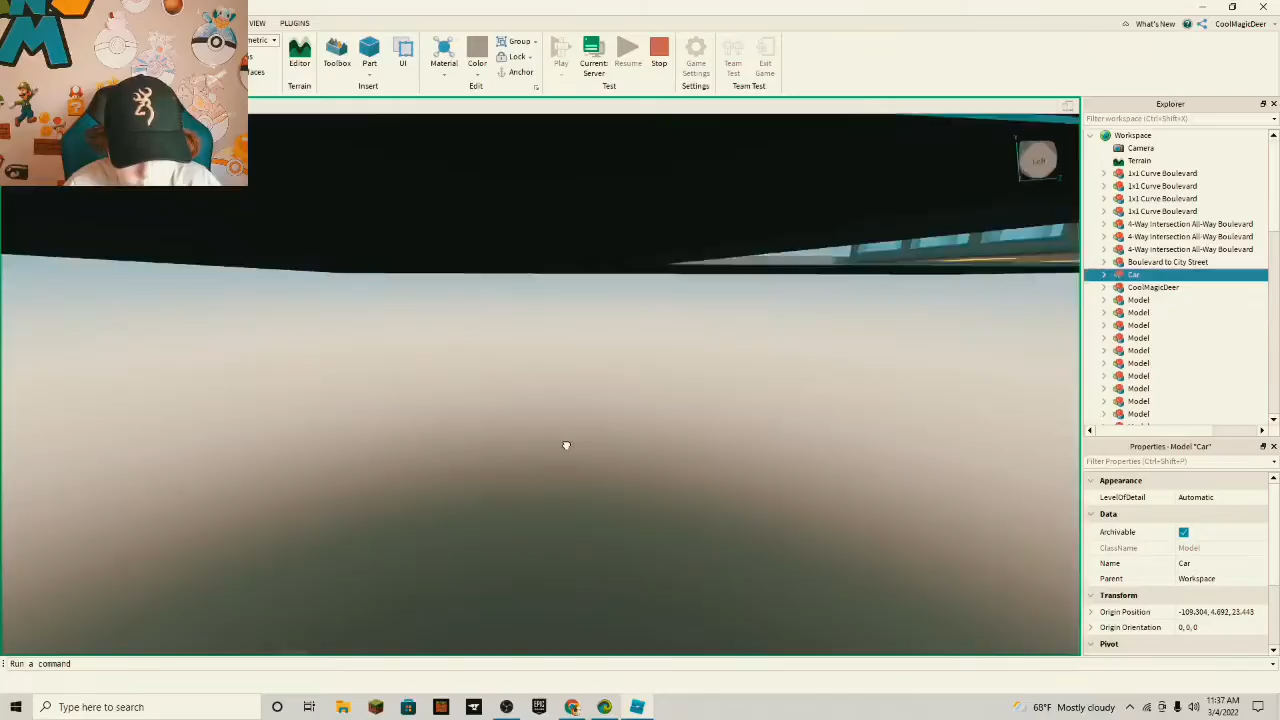 VIEW PLUGINS
What's New CoolMagicDeer
Editor Toolbox Part UI Material Color Group Lock Anchor Play Current: Server Resume Stop Game Settings Team Test Exit Game
Terrain Insert Edit Test Settings Team Test
Explorer
Filter workspace (Ctrl+Shift+X)
Workspace
Camera
Terrain
1x1 Curve Boulevard
1x1 Curve Boulevard
1x1 Curve Boulevard
1x1 Curve Boulevard
4-Way Intersection All-Way Boulevard
4-Way Intersection All-Way Boulevard
4-Way Intersection All-Way Boulevard
Boulevard to City Street
Car
CoolMagicDeer
Model
Model
Model
Model
Model
Model
Model
Model
Model
Model
Left
Properties - Model "Car"
Filter Properties (Ctrl+Shift+P)
Appearance
LevelOfDetail Automatic
Data
Archivable
ClassName Model
Name Car
Parent Workspace
Transform
Origin Position -109.304, 4.692, 23.443
Origin Orientation 0, 0, 0
Pivot
Run a command
Type here to search
EPIC
68°F Mostly cloudy
11:37 AM
3/4/2022